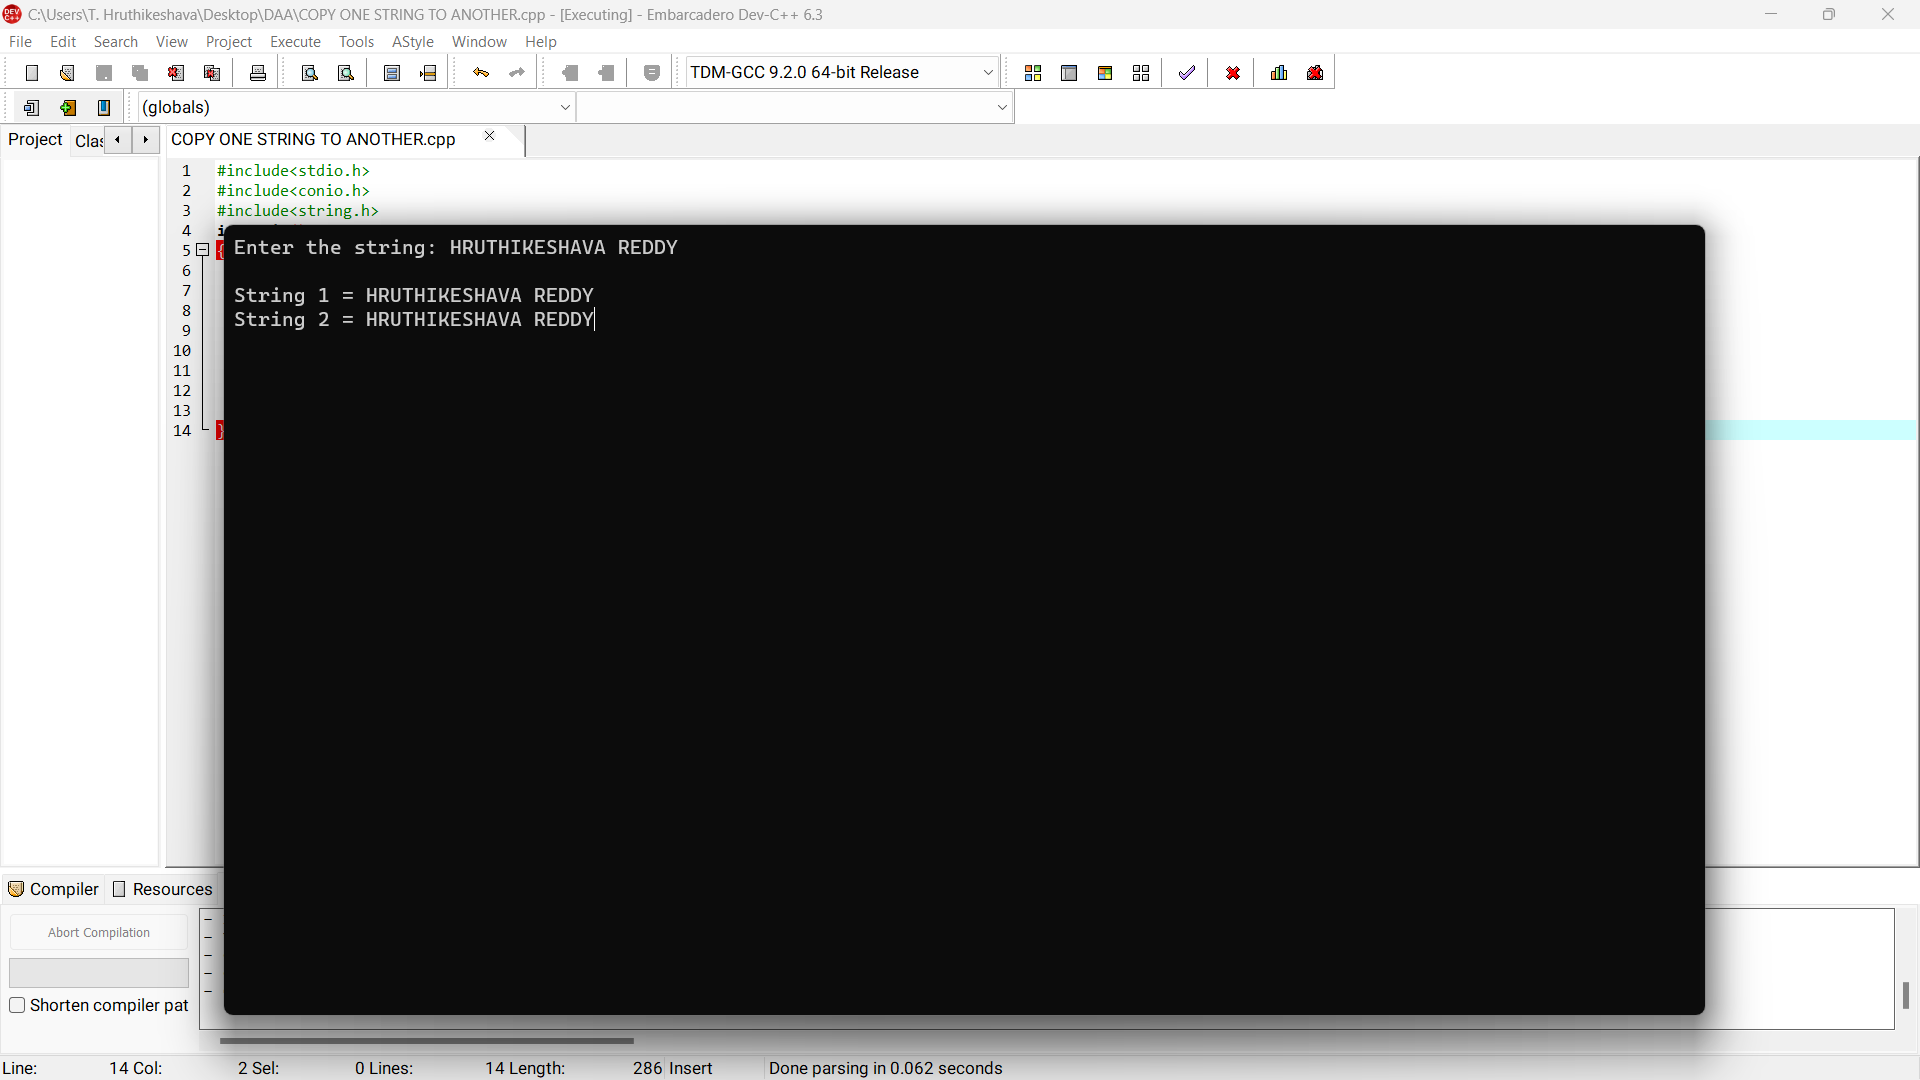 C:\Users\T. Hruthikeshava\Desktop\DAA\COPY ONE STRING TO ANOTHER.cpp - [Executing] - Embarcadero Dev-C++ 6.3
File Edit Search View Project Execute Tools AStyle Window Help
TDM-GCC 9.2.0 64-bit Release
(globals)
Project Clas COPY ONE STRING TO ANOTHER.cpp
1 #include<stdio.h>
2 #include<conio.h>
3 #include<string.h>
4 i
5 {
6
7
8
9
10
11
12
13
14 }
Enter the string: HRUTHIKESHAVA REDDY
String 1 = HRUTHIKESHAVA REDDY
String 2 = HRUTHIKESHAVA REDDY
Compiler Resources
Abort Compilation
Shorten compiler pat
Line: 14 Col: 2 Sel: 0 Lines: 14 Length: 286 Insert Done parsing in 0.062 seconds